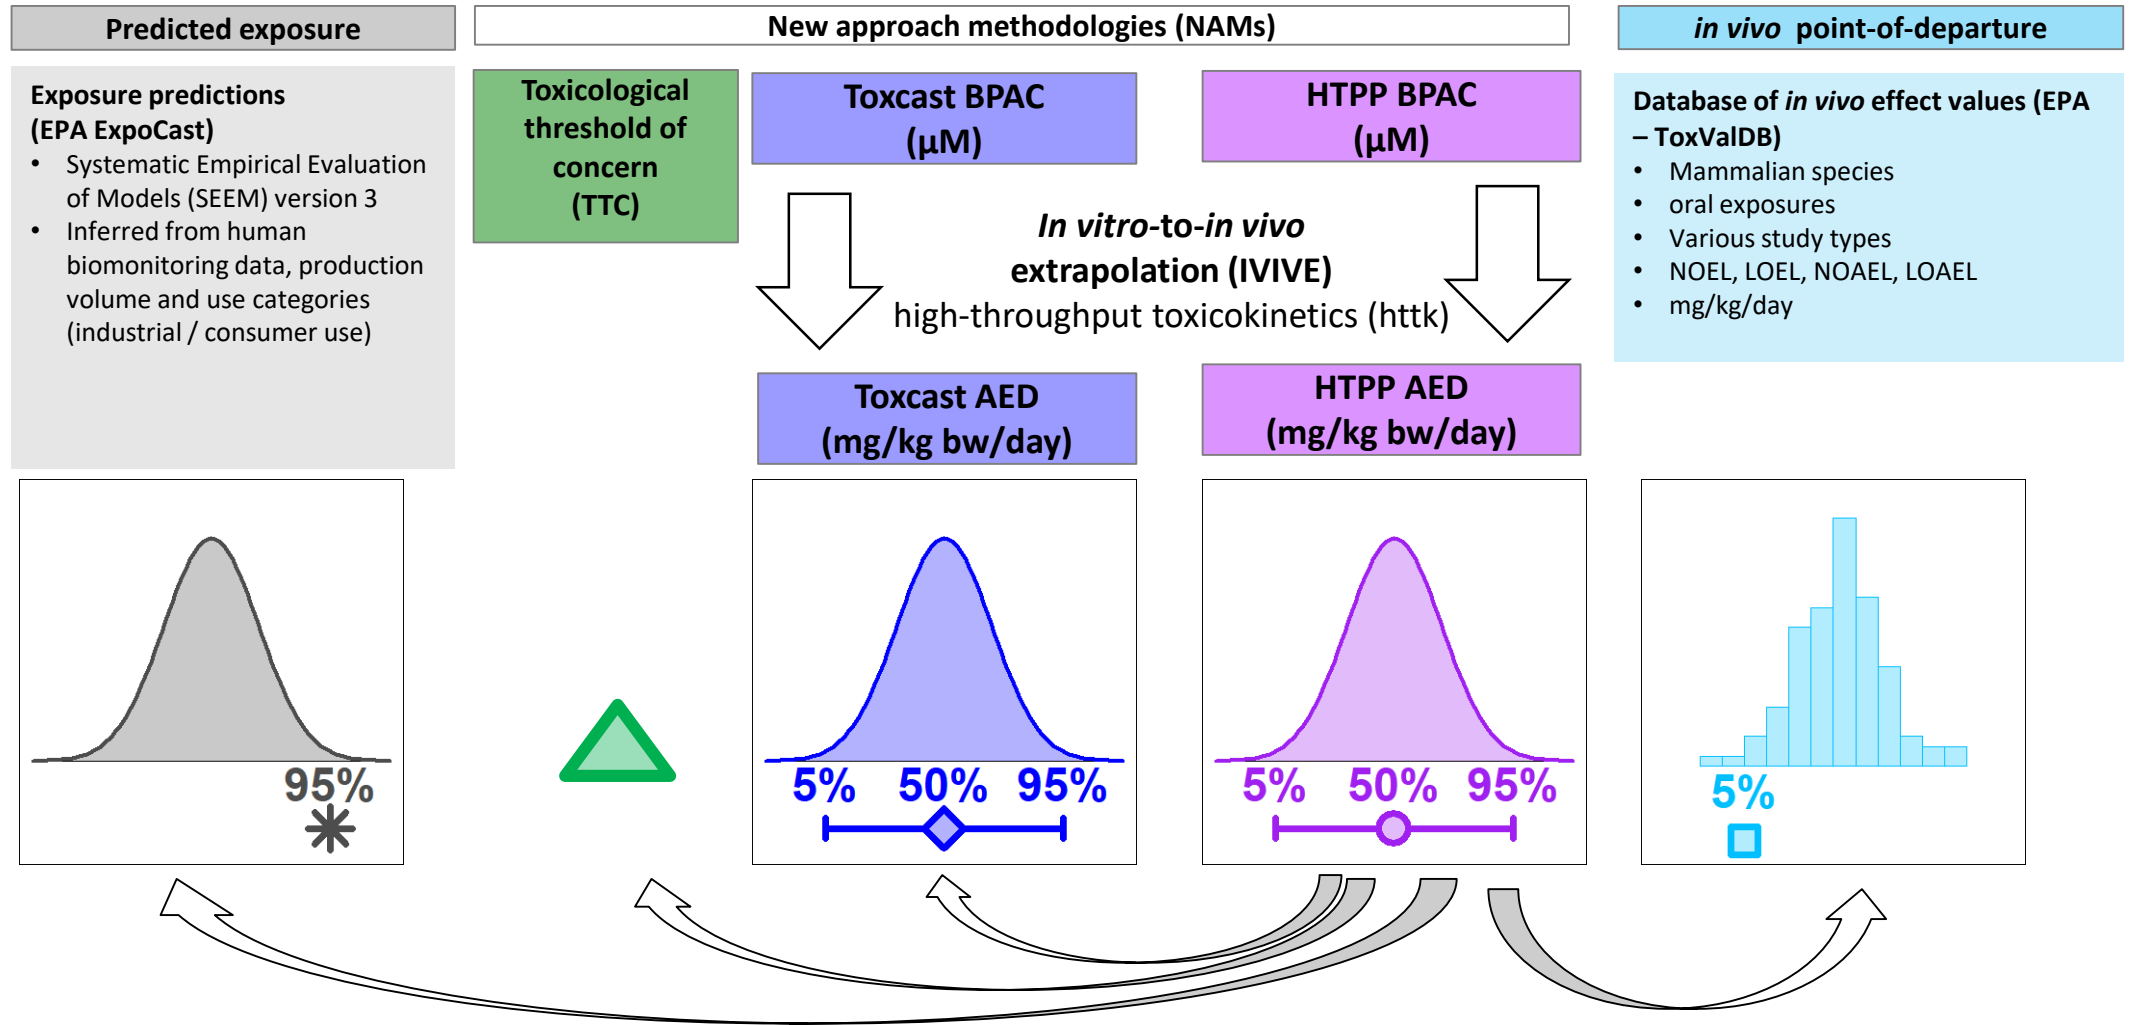 Predicted exposure
New approach methodologies (NAMs)
in vivo point-of-departure
Exposure predictions
(EPA ExpoCast)
• Systematic Empirical Evaluation
of Models (SEEM) version 3
• Inferred from human
biomonitoring data, production
volume and use categories
(industrial / consumer use)
Toxicological
threshold of
concern
(TTC)
Toxcast BPAC
(µM)
HTPP BPAC
(µM)
In vitro-to-in vivo
extrapolation (IVIVE)
high-throughput toxicokinetics (httk)
Toxcast AED
(mg/kg bw/day)
HTPP AED
(mg/kg bw/day)
Database of in vivo effect values (EPA
– ToxValDB)
• Mammalian species
• oral exposures
• Various study types
• NOEL, LOEL, NOAEL, LOAEL
• mg/kg/day
95%
5% 50% 95%
5% 50% 95%
5%